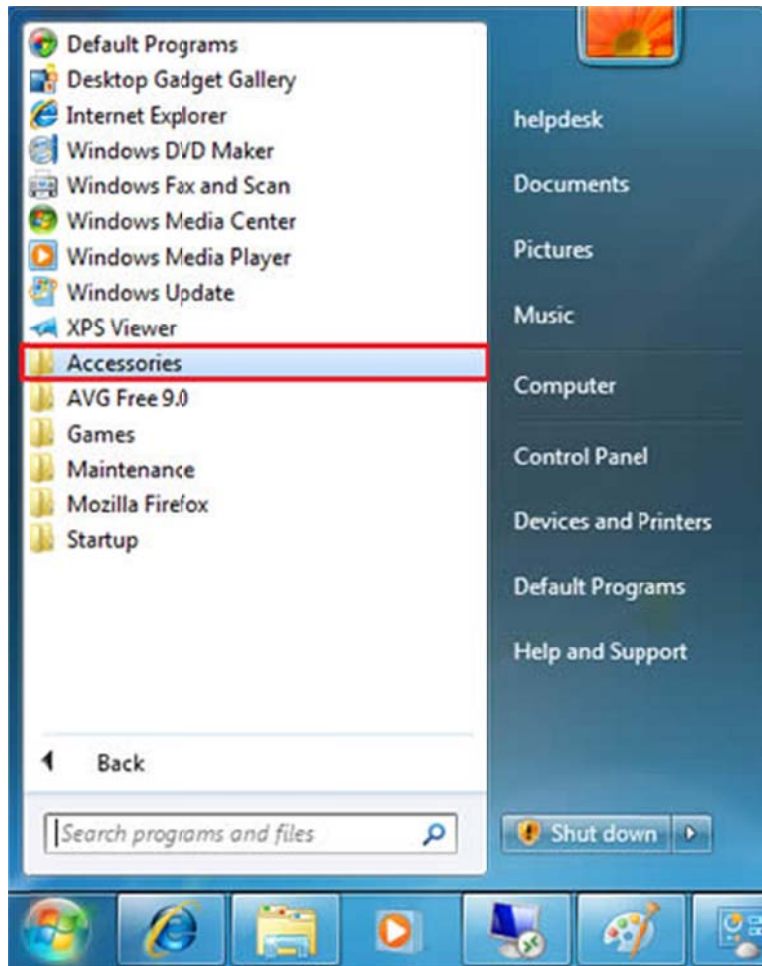 Default Programs
Desktop Gadget Gallery
Internet Explorer
Windows DVD Maker
Windows Fax and Scan
Windows Media Center
Windows Media Player
Windows Update
XPS Viewer
Accessories
AVG Free 9.0
Games
Maintenance
Mozilla Firefox
Startup
Back
Search programs and files
helpdesk
Documents
Pictures
Music
Computer
Control Panel
Devices and Printers
Default Programs
Help and Support
Shut down